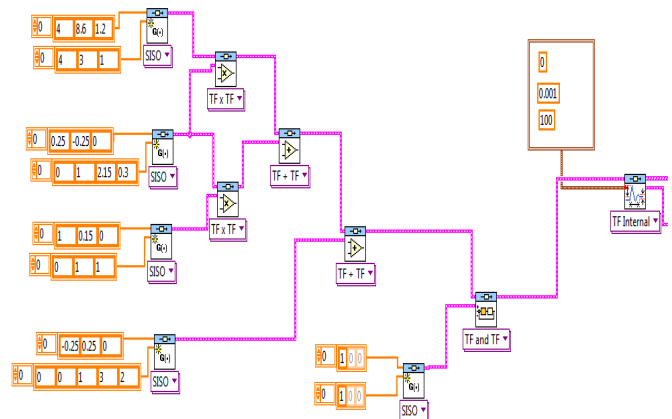 0 4 8.6 1.2
G(·)
0 4 3 1
SISO
TF x TF
0
0.001
100
0 0.25 -0.25 0
G(·)
0 0 1 2.15 0.3
SISO
TF + TF
TF x TF
TF Internal
0 1 0.15 0
G(·)
0 0 1 1
SISO
TF + TF
0 -0.25 0.25 0
G(·)
0 0 0 1 3 2
SISO
TF and TF
0 1 0 0
G(·)
0 1 0 0
SISO